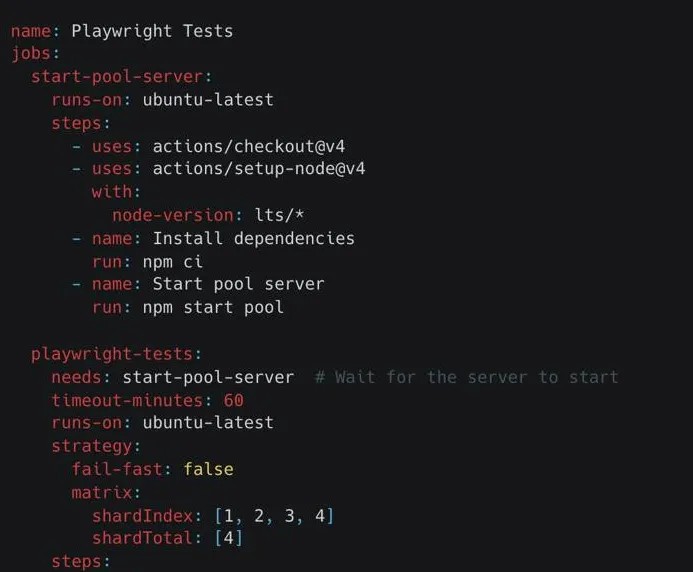 name: Playwright Tests
jobs:
  start-pool-server:
    runs-on: ubuntu-latest
    steps:
      - uses: actions/checkout@v4
      - uses: actions/setup-node@v4
        with:
          node-version: lts/*
      - name: Install dependencies
        run: npm ci
      - name: Start pool server
        run: npm start pool

  playwright-tests:
    needs: start-pool-server  # Wait for the server to start
    timeout-minutes: 60
    runs-on: ubuntu-latest
    strategy:
      fail-fast: false
      matrix:
        shardIndex: [1, 2, 3, 4]
        shardTotal: [4]
    steps: